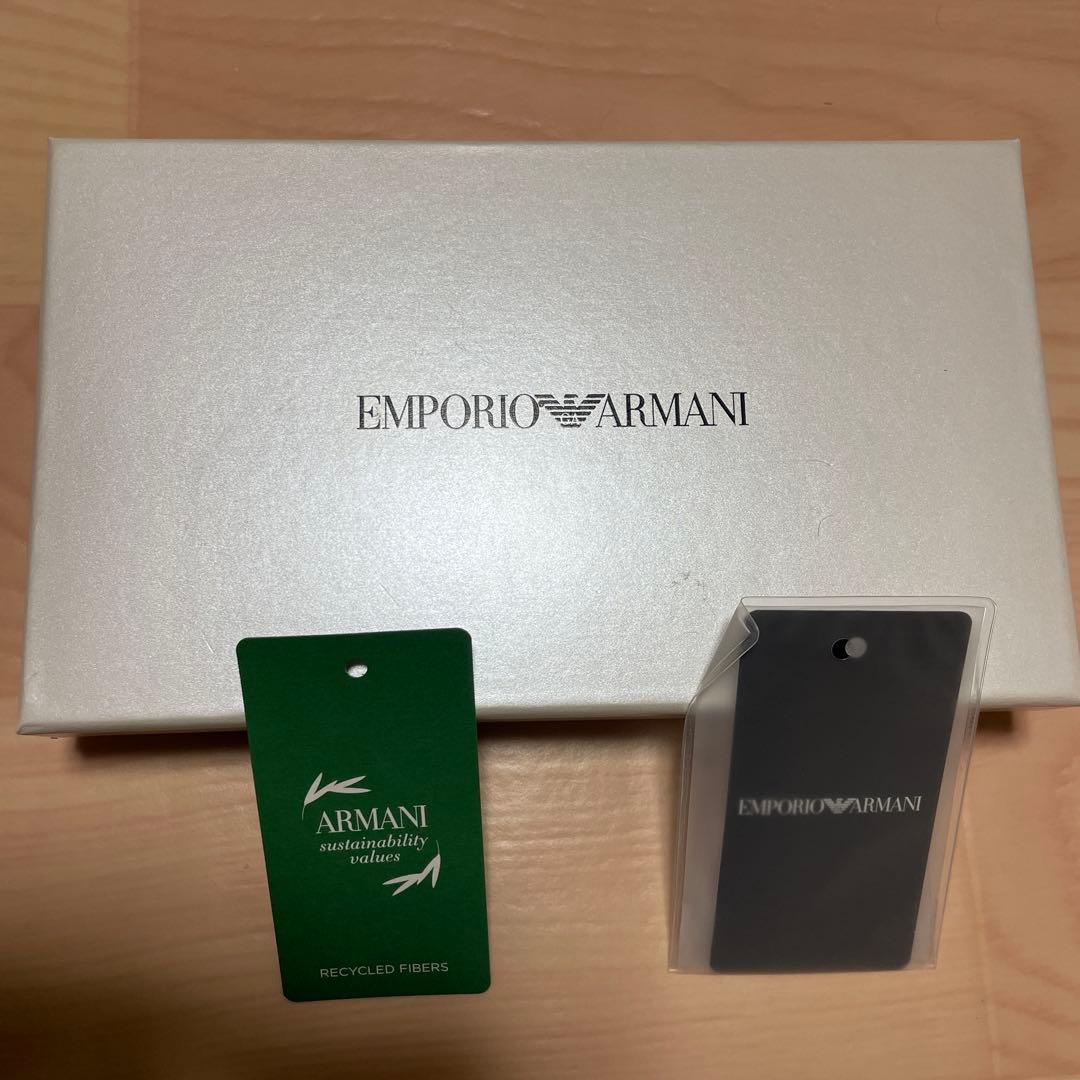 EMPORIO ARMANI
ARMANI
sustainability
values
RECYCLED FIBERS
EMPORIO ARMANI